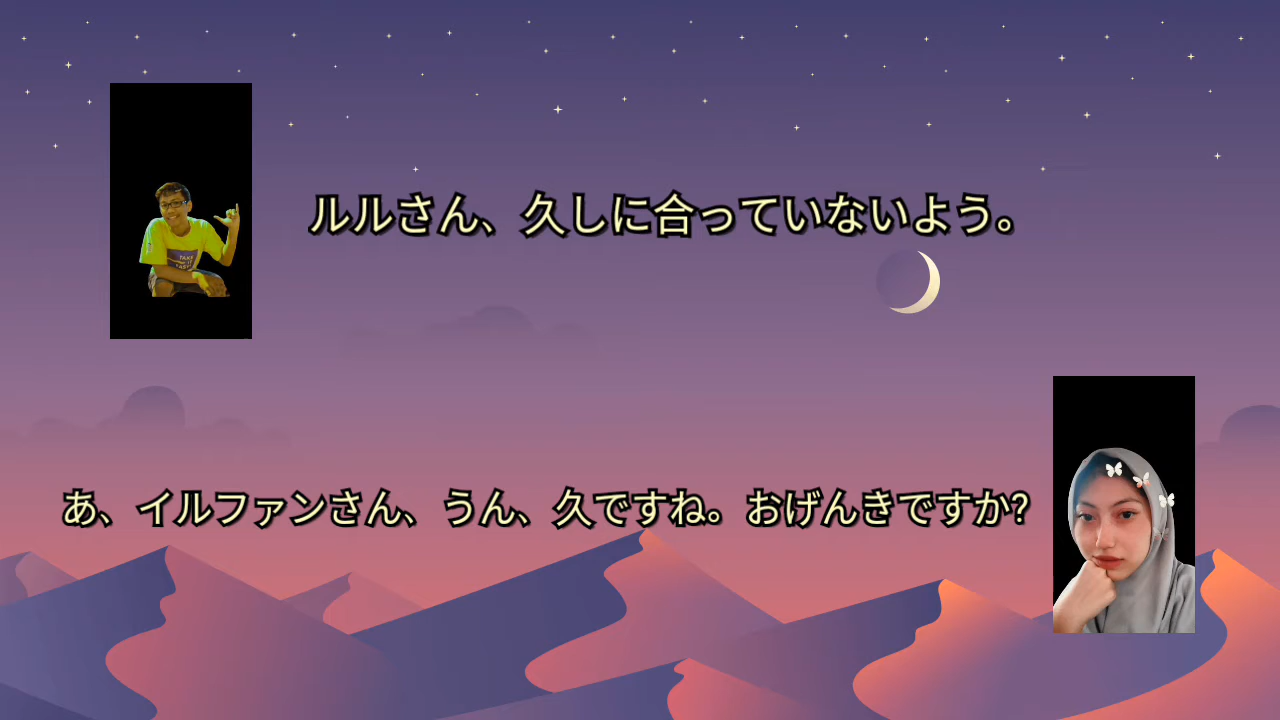 ルルさん、久しに合っていないよう。
あ、イルファンさん、うん、久ですね。おげんきですか?
TAKE